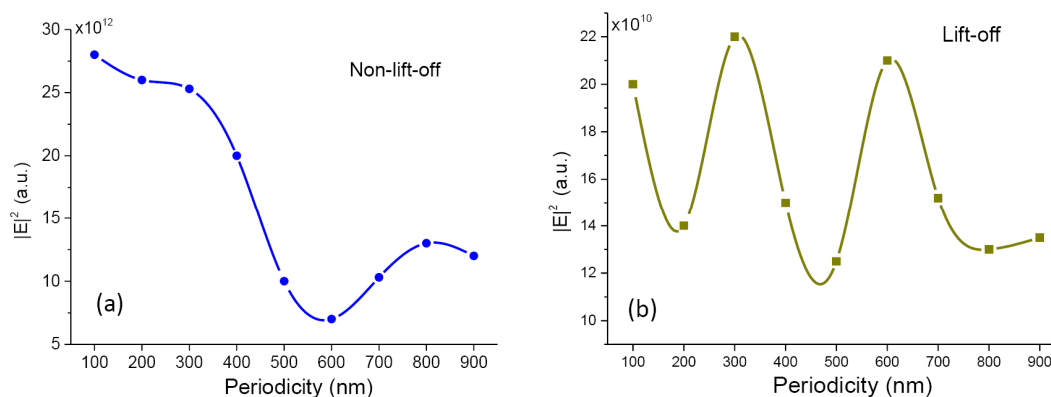 x10¹²
30
25
20
15
10
5
|E|² (a.u.)
Non-lift-off
(a)
100 200 300 400 500 600 700 800 900
Periodicity (nm)
x10¹⁰
22
20
18
16
14
12
10
|E|² (a.u.)
Lift-off
(b)
100 200 300 400 500 600 700 800 900
Periodicity (nm)